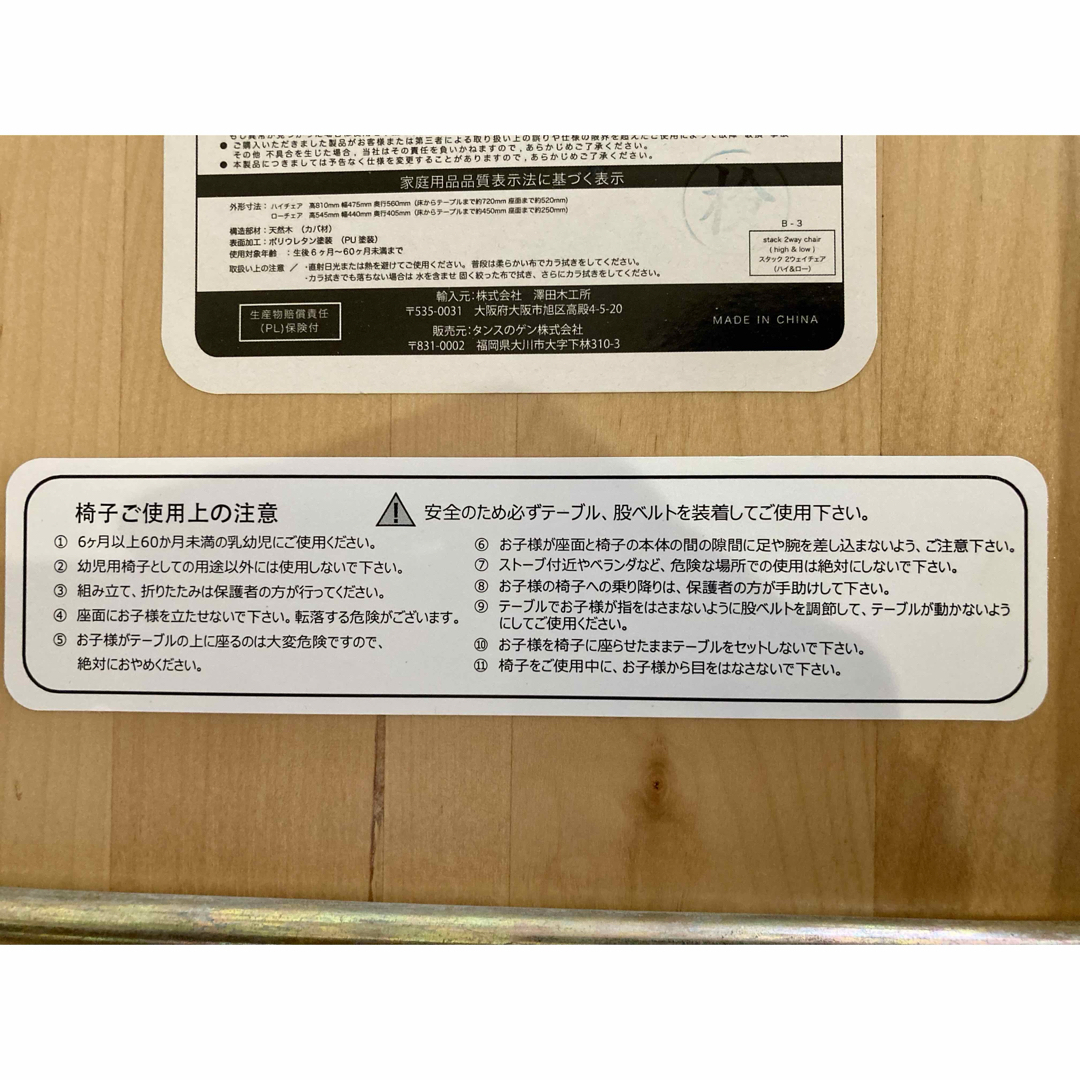 ● ご購入いただきました製品がお客様または第三者による取り扱い上の誤りや仕様の限界を超えたご使用によって故障
その他 不具合を生じた場合, 当社はその責任を負いかねますので, あらかじめご了承ください。
● 本製品につきましては予告なく仕様を変更することがありますので, あらかじめご了承ください。
家庭用品品質表示法に基づく表示
外形寸法: ハイチェア 高810mm 幅475mm 奥行560mm (床からテーブルまで約720mm 座面まで約520mm)
ローチェア 高545mm 幅440mm 奥行405mm (床からテーブルまで約450mm 座面まで約250mm)
構造部材: 天然木 (カバ材)
表面加工: ポリウレタン塗装 (PU 塗装)
使用対象年齢 : 生後6ヶ月～60ヶ月未満まで
取扱い上の注意 / ・直射日光または熱を避けてご使用ください。普段は柔らかい布でカラ拭きをしてください。
・カラ拭きでも落ちない場合は 水を含ませ 固く絞った布で拭き、さらにカラ拭きをしてください。
B - 3
stack 2way chair
( high & low )
スタック 2ウェイチェア
(ハイ&ロー)
生産物賠償責任
(PL)保険付
輸入元:株式会社 澤田木工所
〒535-0031 大阪府大阪市旭区高殿4-5-20
販売元:タンスのゲン株式会社
〒831-0002 福岡県大川市大字下林310-3
MADE IN CHINA
椅子ご使用上の注意
安全のため必ずテーブル、股ベルトを装着してご使用下さい。
① 6ヶ月以上60か月未満の乳幼児にご使用ください。
② 幼児用椅子としての用途以外には使用しないで下さい。
③ 組み立て、折りたたみは保護者の方が行ってください。
④ 座面にお子様を立たせないで下さい。転落する危険がございます。
⑤ お子様がテーブルの上に座るのは大変危険ですので、
絶対におやめください。
⑥ お子様が座面と椅子の本体の間の隙間に足や腕を差し込まないよう、ご注意下さい。
⑦ ストーブ付近やベランダなど、危険な場所での使用は絶対にしないで下さい。
⑧ お子様の椅子への乗り降りは、保護者の方が手助けして下さい。
⑨ テーブルでお子様が指をはさまないように股ベルトを調節して、テーブルが動かないよう
にしてご使用ください。
⑩ お子様を椅子に座らせたままテーブルをセットしないで下さい。
⑪ 椅子をご使用中に、お子様から目をはなさないで下さい。